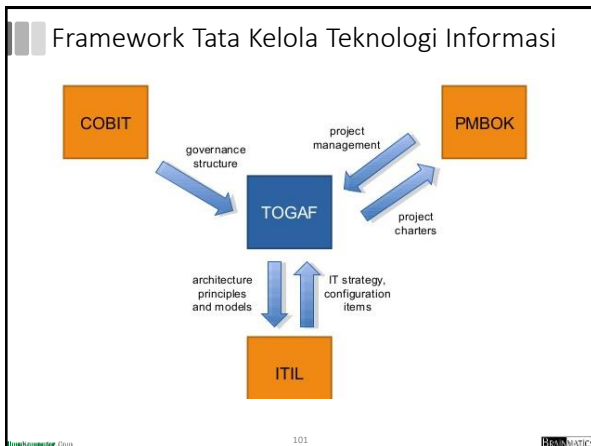 Framework Tata Kelola Teknologi Informasi
COBIT
PMBOK
governance
structure
project
management
TOGAF
project
charters
architecture
principles
and models
IT strategy,
configuration
items
ITIL
101
BRAINMATICS